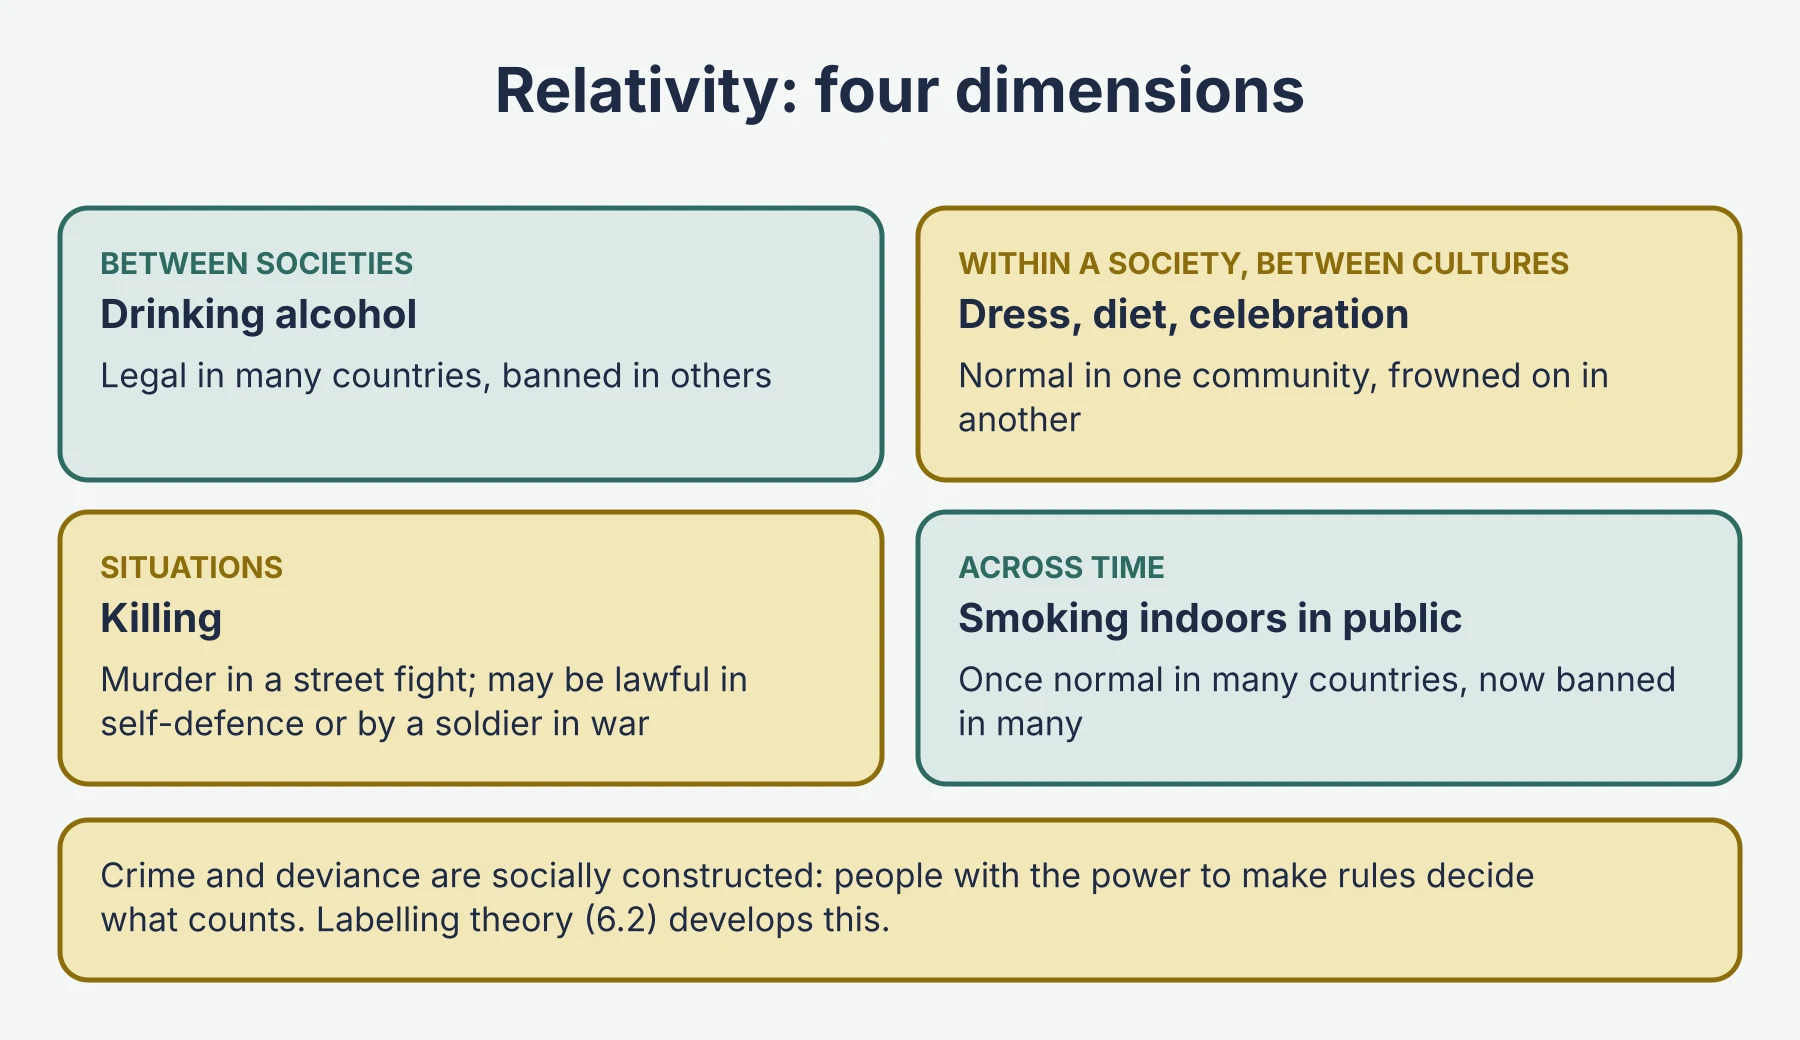 Relativity: four dimensions
BETWEEN SOCIETIES
Drinking alcohol
Legal in many countries, banned in others
WITHIN A SOCIETY, BETWEEN CULTURES
Dress, diet, celebration
Normal in one community, frowned on in
another
SITUATIONS
Killing
Murder in a street fight; may be lawful in
self-defence or by a soldier in war
ACROSS TIME
Smoking indoors in public
Once normal in many countries, now banned
in many
Crime and deviance are socially constructed: people with the power to make rules decide
what counts. Labelling theory (6.2) develops this.